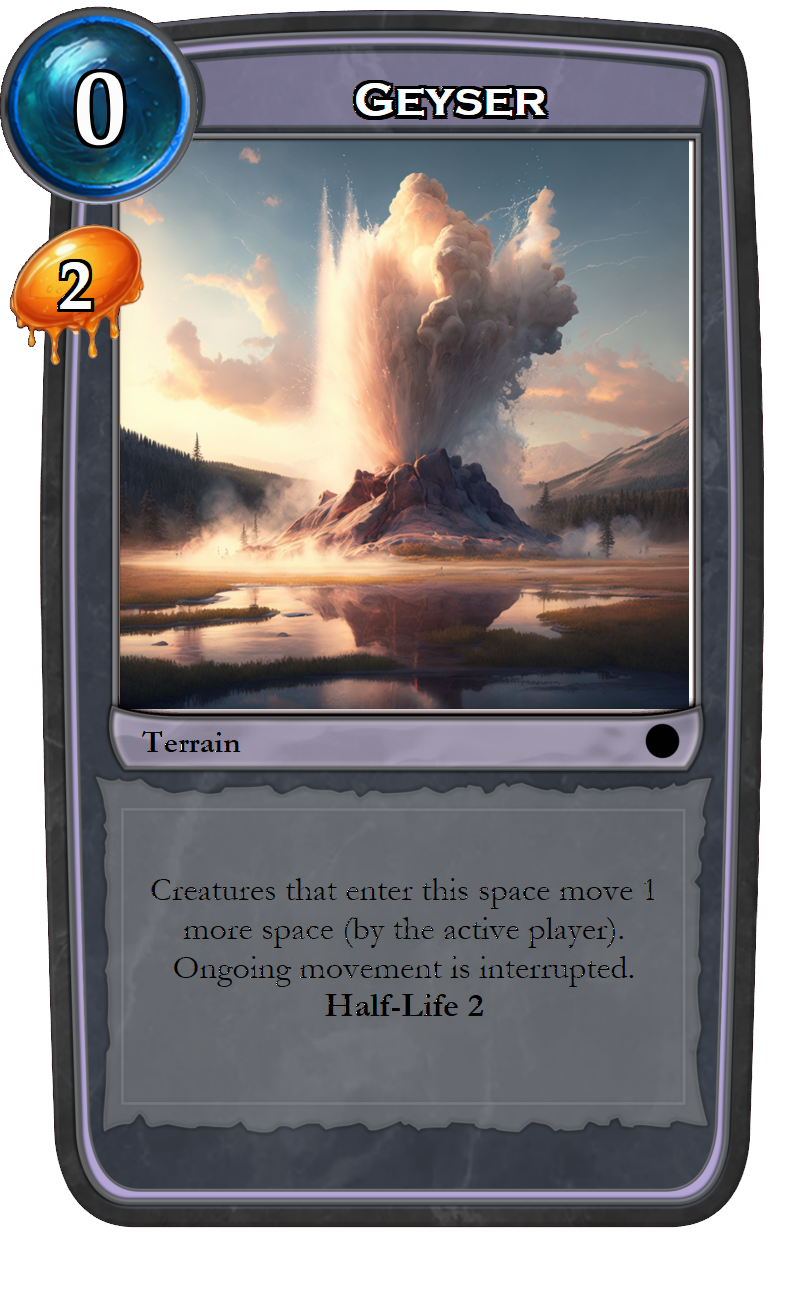 0
Geyser
2
Terrain
Creatures that enter this space move 1
more space (by the active player).
Ongoing movement is interrupted.
Half-Life 2